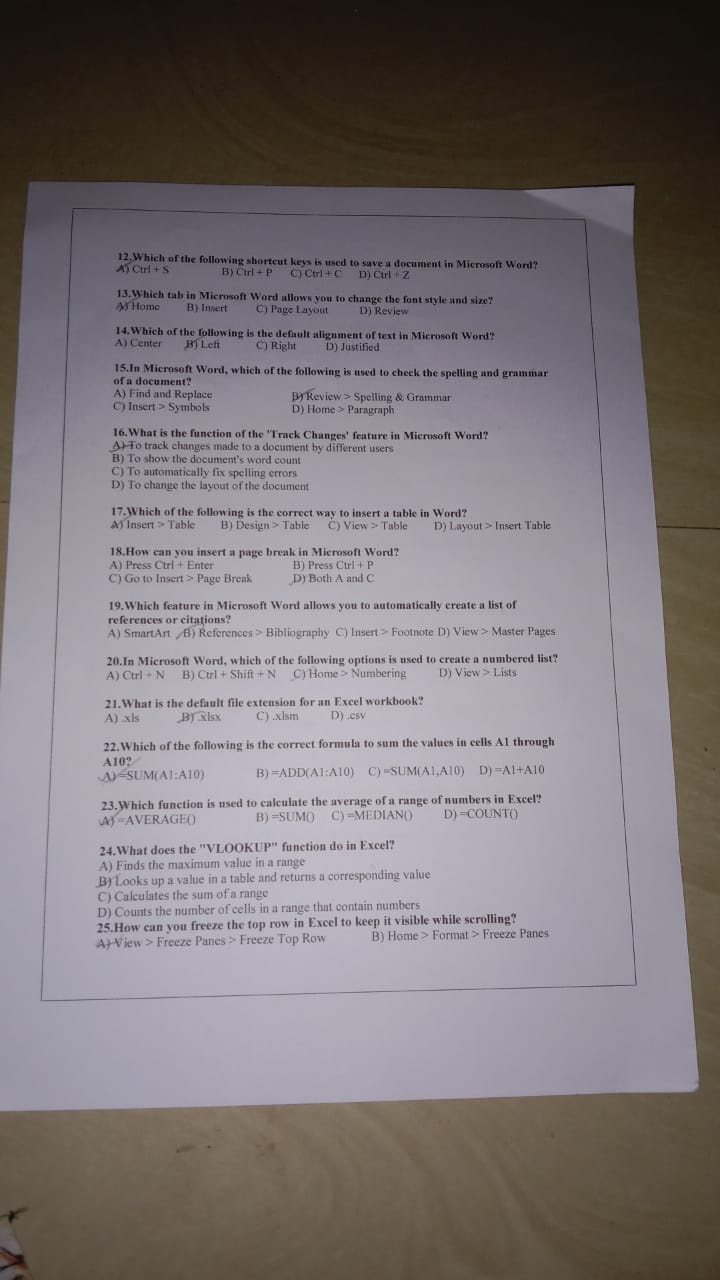 12.Which of the following shortcut keys is used to save a document in Microsoft Word?
A) Ctrl + S B) Ctrl + P C) Ctrl + C D) Ctrl + Z
13.Which tab in Microsoft Word allows you to change the font style and size?
A) Home B) Insert C) Page Layout D) Review
14.Which of the following is the default alignment of text in Microsoft Word?
A) Center B) Left C) Right D) Justified
15.In Microsoft Word, which of the following is used to check the spelling and grammar
of a document?
A) Find and Replace B) Review > Spelling & Grammar
C) Insert > Symbols D) Home > Paragraph
16.What is the function of the 'Track Changes' feature in Microsoft Word?
A) To track changes made to a document by different users
B) To show the document's word count
C) To automatically fix spelling errors
D) To change the layout of the document
17.Which of the following is the correct way to insert a table in Word?
A) Insert > Table B) Design > Table C) View > Table D) Layout > Insert Table
18.How can you insert a page break in Microsoft Word?
A) Press Ctrl + Enter B) Press Ctrl + P
C) Go to Insert > Page Break D) Both A and C
19.Which feature in Microsoft Word allows you to automatically create a list of
references or citations?
A) SmartArt B) References > Bibliography C) Insert > Footnote D) View > Master Pages
20.In Microsoft Word, which of the following options is used to create a numbered list?
A) Ctrl + N B) Ctrl + Shift + N C) Home > Numbering D) View > Lists
21.What is the default file extension for an Excel workbook?
A) .xls B) .xlsx C) .xlsm D) .csv
22.Which of the following is the correct formula to sum the values in cells A1 through
A10?
A) =SUM(A1:A10) B) =ADD(A1:A10) C) =SUM(A1,A10) D) =A1+A10
23.Which function is used to calculate the average of a range of numbers in Excel?
A) =AVERAGE() B) =SUM() C) =MEDIAN() D) =COUNT()
24.What does the "VLOOKUP" function do in Excel?
A) Finds the maximum value in a range
B) Looks up a value in a table and returns a corresponding value
C) Calculates the sum of a range
D) Counts the number of cells in a range that contain numbers
25.How can you freeze the top row in Excel to keep it visible while scrolling?
A) View > Freeze Panes > Freeze Top Row B) Home > Format > Freeze Panes